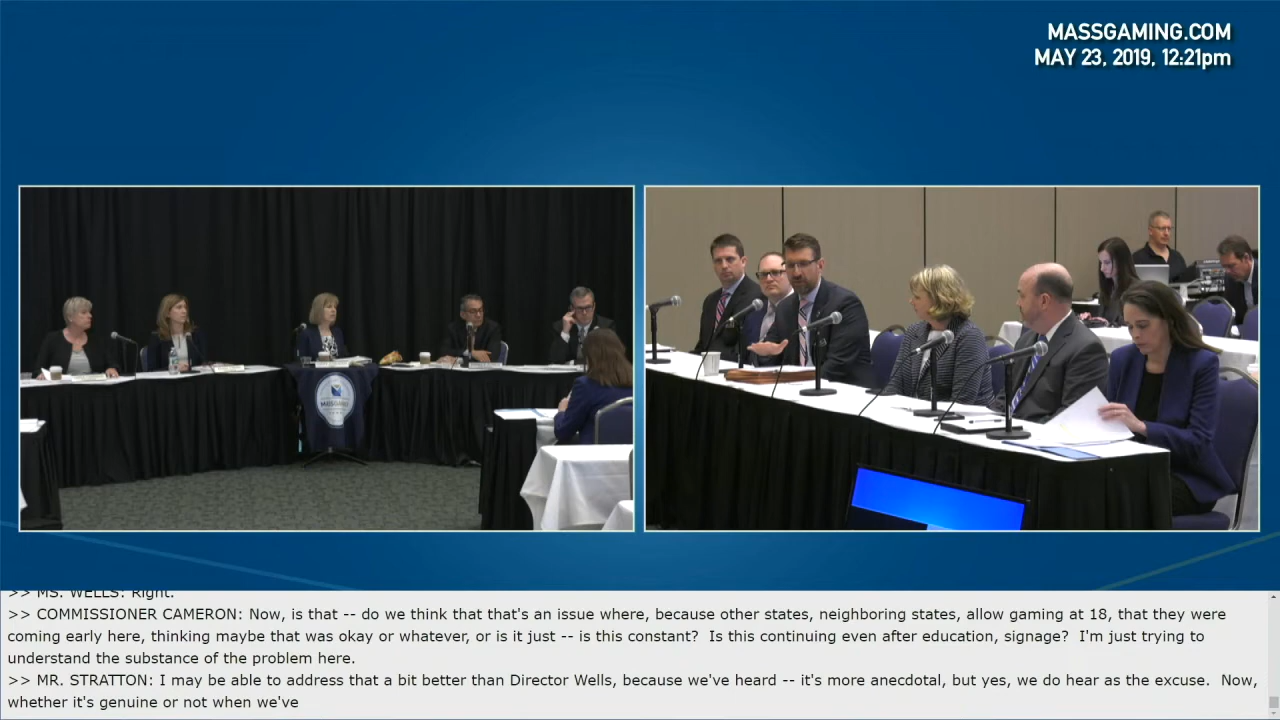 MASSGAMING.COM
MAY 23, 2019, 12:21pm
MASSGAMING
>> MS. WELLS: Right.
>> COMMISSIONER CAMERON: Now, is that -- do we think that that's an issue where, because other states, neighboring states, allow gaming at 18, that they were
coming early here, thinking maybe that was okay or whatever, or is it just -- is this constant?  Is this continuing even after education, signage?  I'm just trying to
understand the substance of the problem here.
>> MR. STRATTON: I may be able to address that a bit better than Director Wells, because we've heard -- it's more anecdotal, but yes, we do hear as the excuse.  Now,
whether it's genuine or not when we've